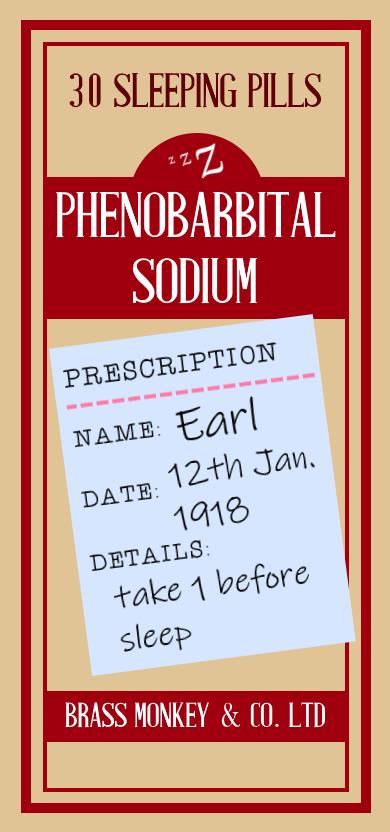 30 SLEEPING PILLS
z z Z
PHENOBARBITAL
SODIUM
PRESCRIPTION
NAME: Earl
DATE: 12th Jan.
1918
DETAILS:
take 1 before
sleep
BRASS MONKEY & CO. LTD